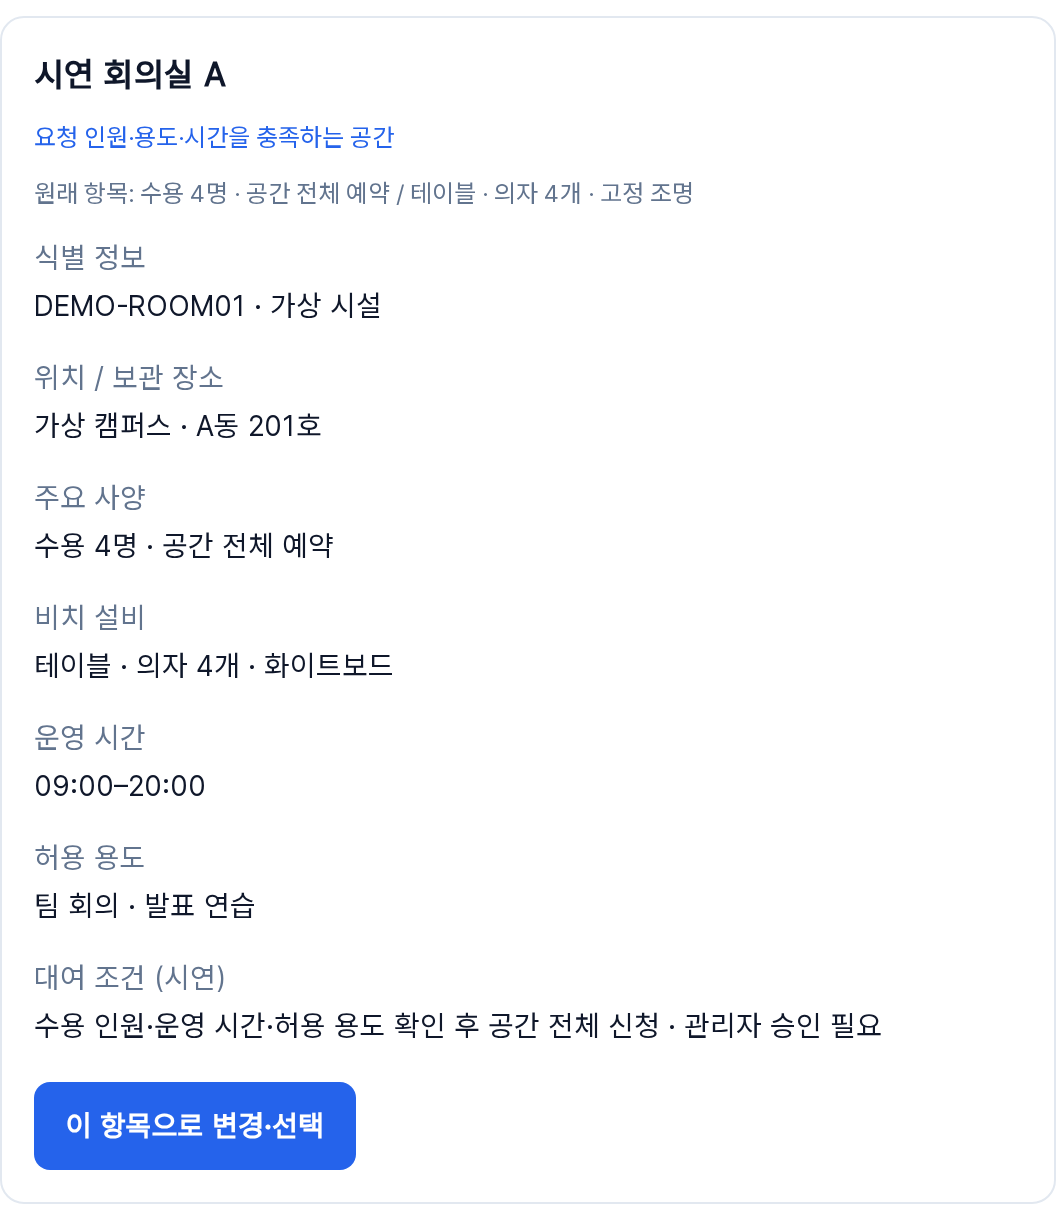 시연 회의실 A
요청 인원·용도·시간을 충족하는 공간
원래 항목: 수용 4명 · 공간 전체 예약 / 테이블 · 의자 4개 · 고정 조명
식별 정보
DEMO-ROOM01 · 가상 시설
위치 / 보관 장소
가상 캠퍼스 · A동 201호
주요 사양
수용 4명 · 공간 전체 예약
비치 설비
테이블 · 의자 4개 · 화이트보드
운영 시간
09:00–20:00
허용 용도
팀 회의 · 발표 연습
대여 조건 (시연)
수용 인원·운영 시간·허용 용도 확인 후 공간 전체 신청 · 관리자 승인 필요
이 항목으로 변경·선택